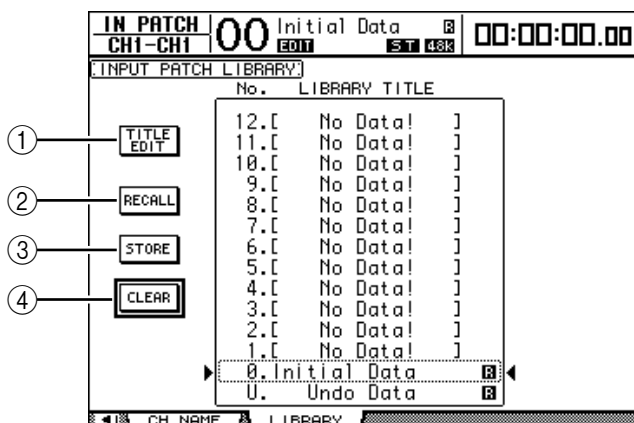 IN PATCH
CH1-CH1
00 Initial Data R
EDIT ST 48K
00:00:00.00
INPUT PATCH LIBRARY
No. LIBRARY TITLE
12.[ No Data! ]
11.[ No Data! ]
10.[ No Data! ]
9.[ No Data! ]
8.[ No Data! ]
7.[ No Data! ]
6.[ No Data! ]
5.[ No Data! ]
4.[ No Data! ]
3.[ No Data! ]
2.[ No Data! ]
1.[ No Data! ]
0.Initial Data R
U. Undo Data R
1
TITLE
EDIT
2
RECALL
3
STORE
4
CLEAR
CH NAME
LIBRARY